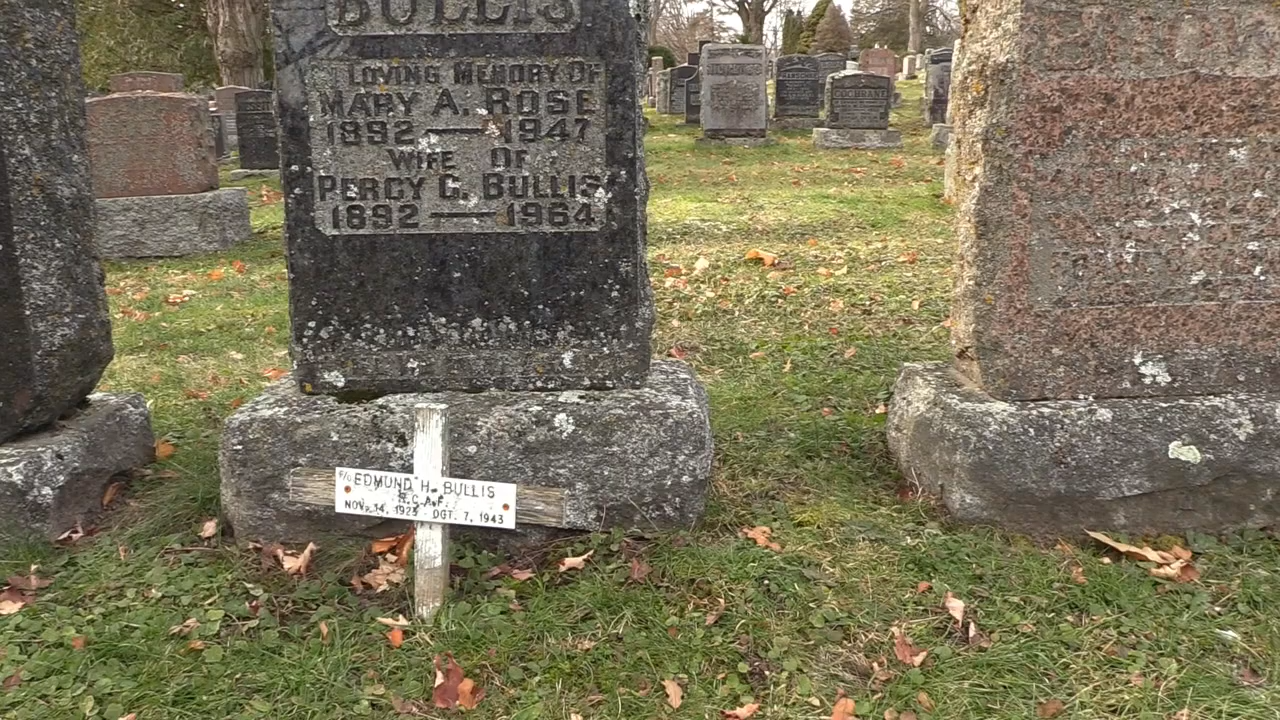 BULLIS
IN LOVING MEMORY OF
MARY A. ROSE
1892 — 1947
WIFE OF
PERCY C. BULLIS
1892 — 1964
F/O EDMUND H. BULLIS
R.C.A.F.
NOV. 14, 1923 - OCT. 7, 1943
COCHRANE